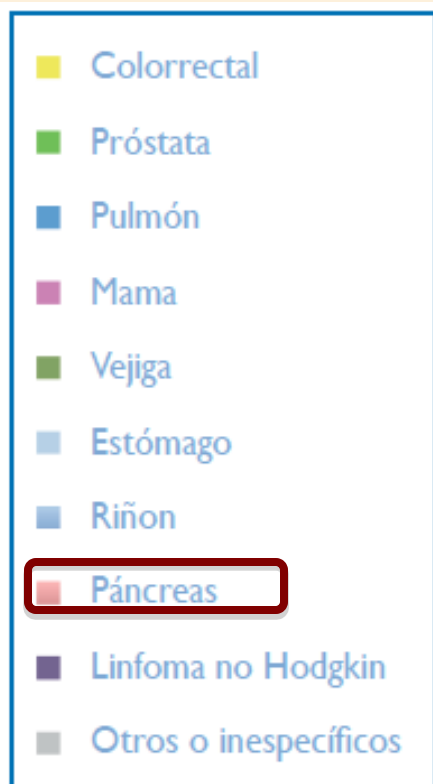 Colorrectal
Próstata
Pulmón
Mama
Vejiga
Estómago
Riñon
Páncreas
Linfoma no Hodgkin
Otros o inespecíficos